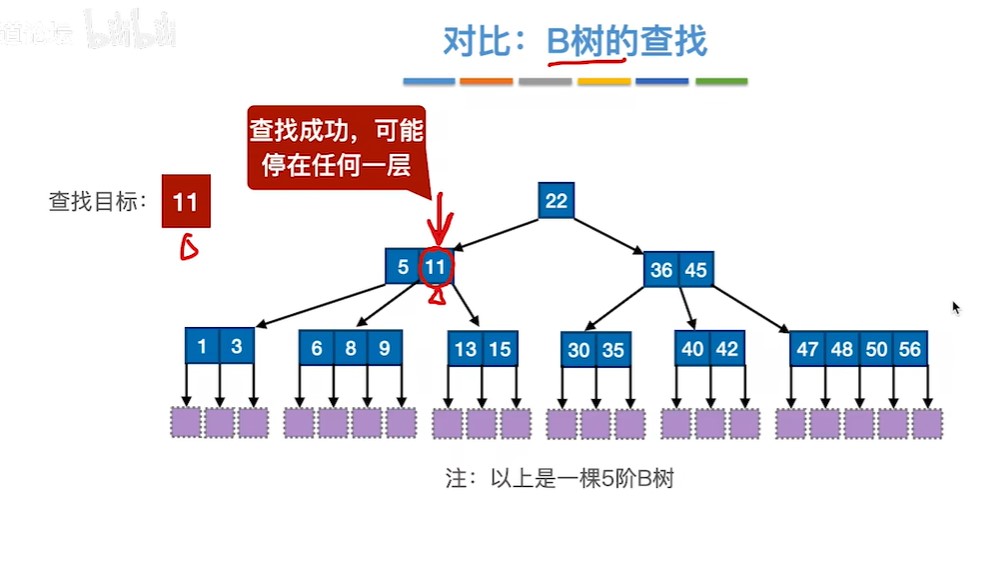 bilibili
对比：B树的查找
查找成功，可能
停在任何一层
查找目标：
11
22
5 11
36 45
1 3
6 8 9
13 15
30 35
40 42
47 48 50 56
注：以上是一棵5阶B树